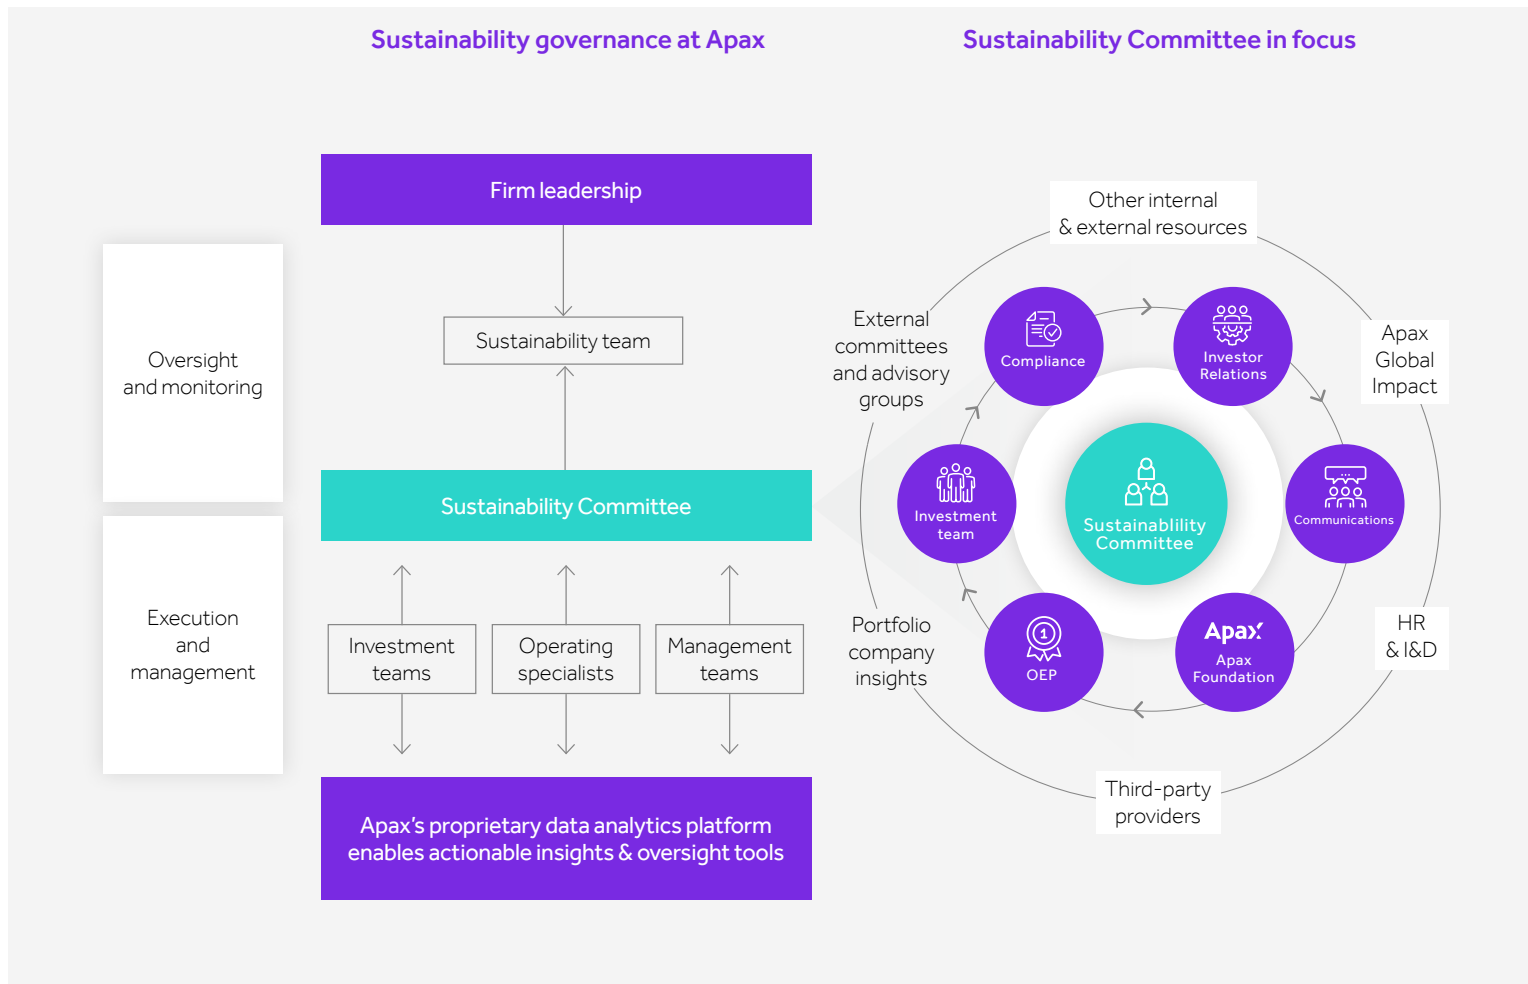 Sustainability governance at Apax
Firm leadership
Sustainability team
Sustainability Committee
Oversight
and monitoring
Execution
and
management
Investment
teams
Operating
specialists
Management
teams
Apax’s proprietary data analytics platform
enables actionable insights & oversight tools
Sustainability Committee in focus
Other internal
& external resources
External
committees
and advisory
groups
Apax
Global
Impact
HR
& I&D
Third-party
providers
Portfolio
company
insights
Compliance
Investor
Relations
Communications
Apax
Apax
Foundation
1
OEP
Investment
team
Sustainablility
Committee